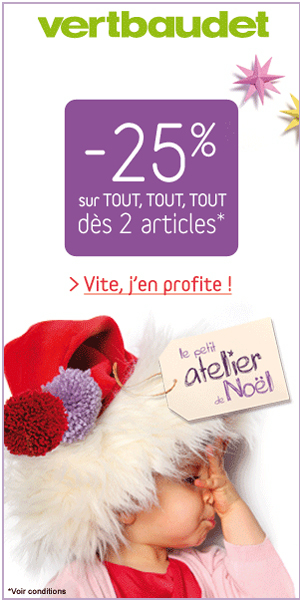 vertbaudet
-25%
sur TOUT, TOUT, TOUT
dès 2 articles*
> Vite, j'en profite !
le petit
atelier
de Noël
*Voir conditions